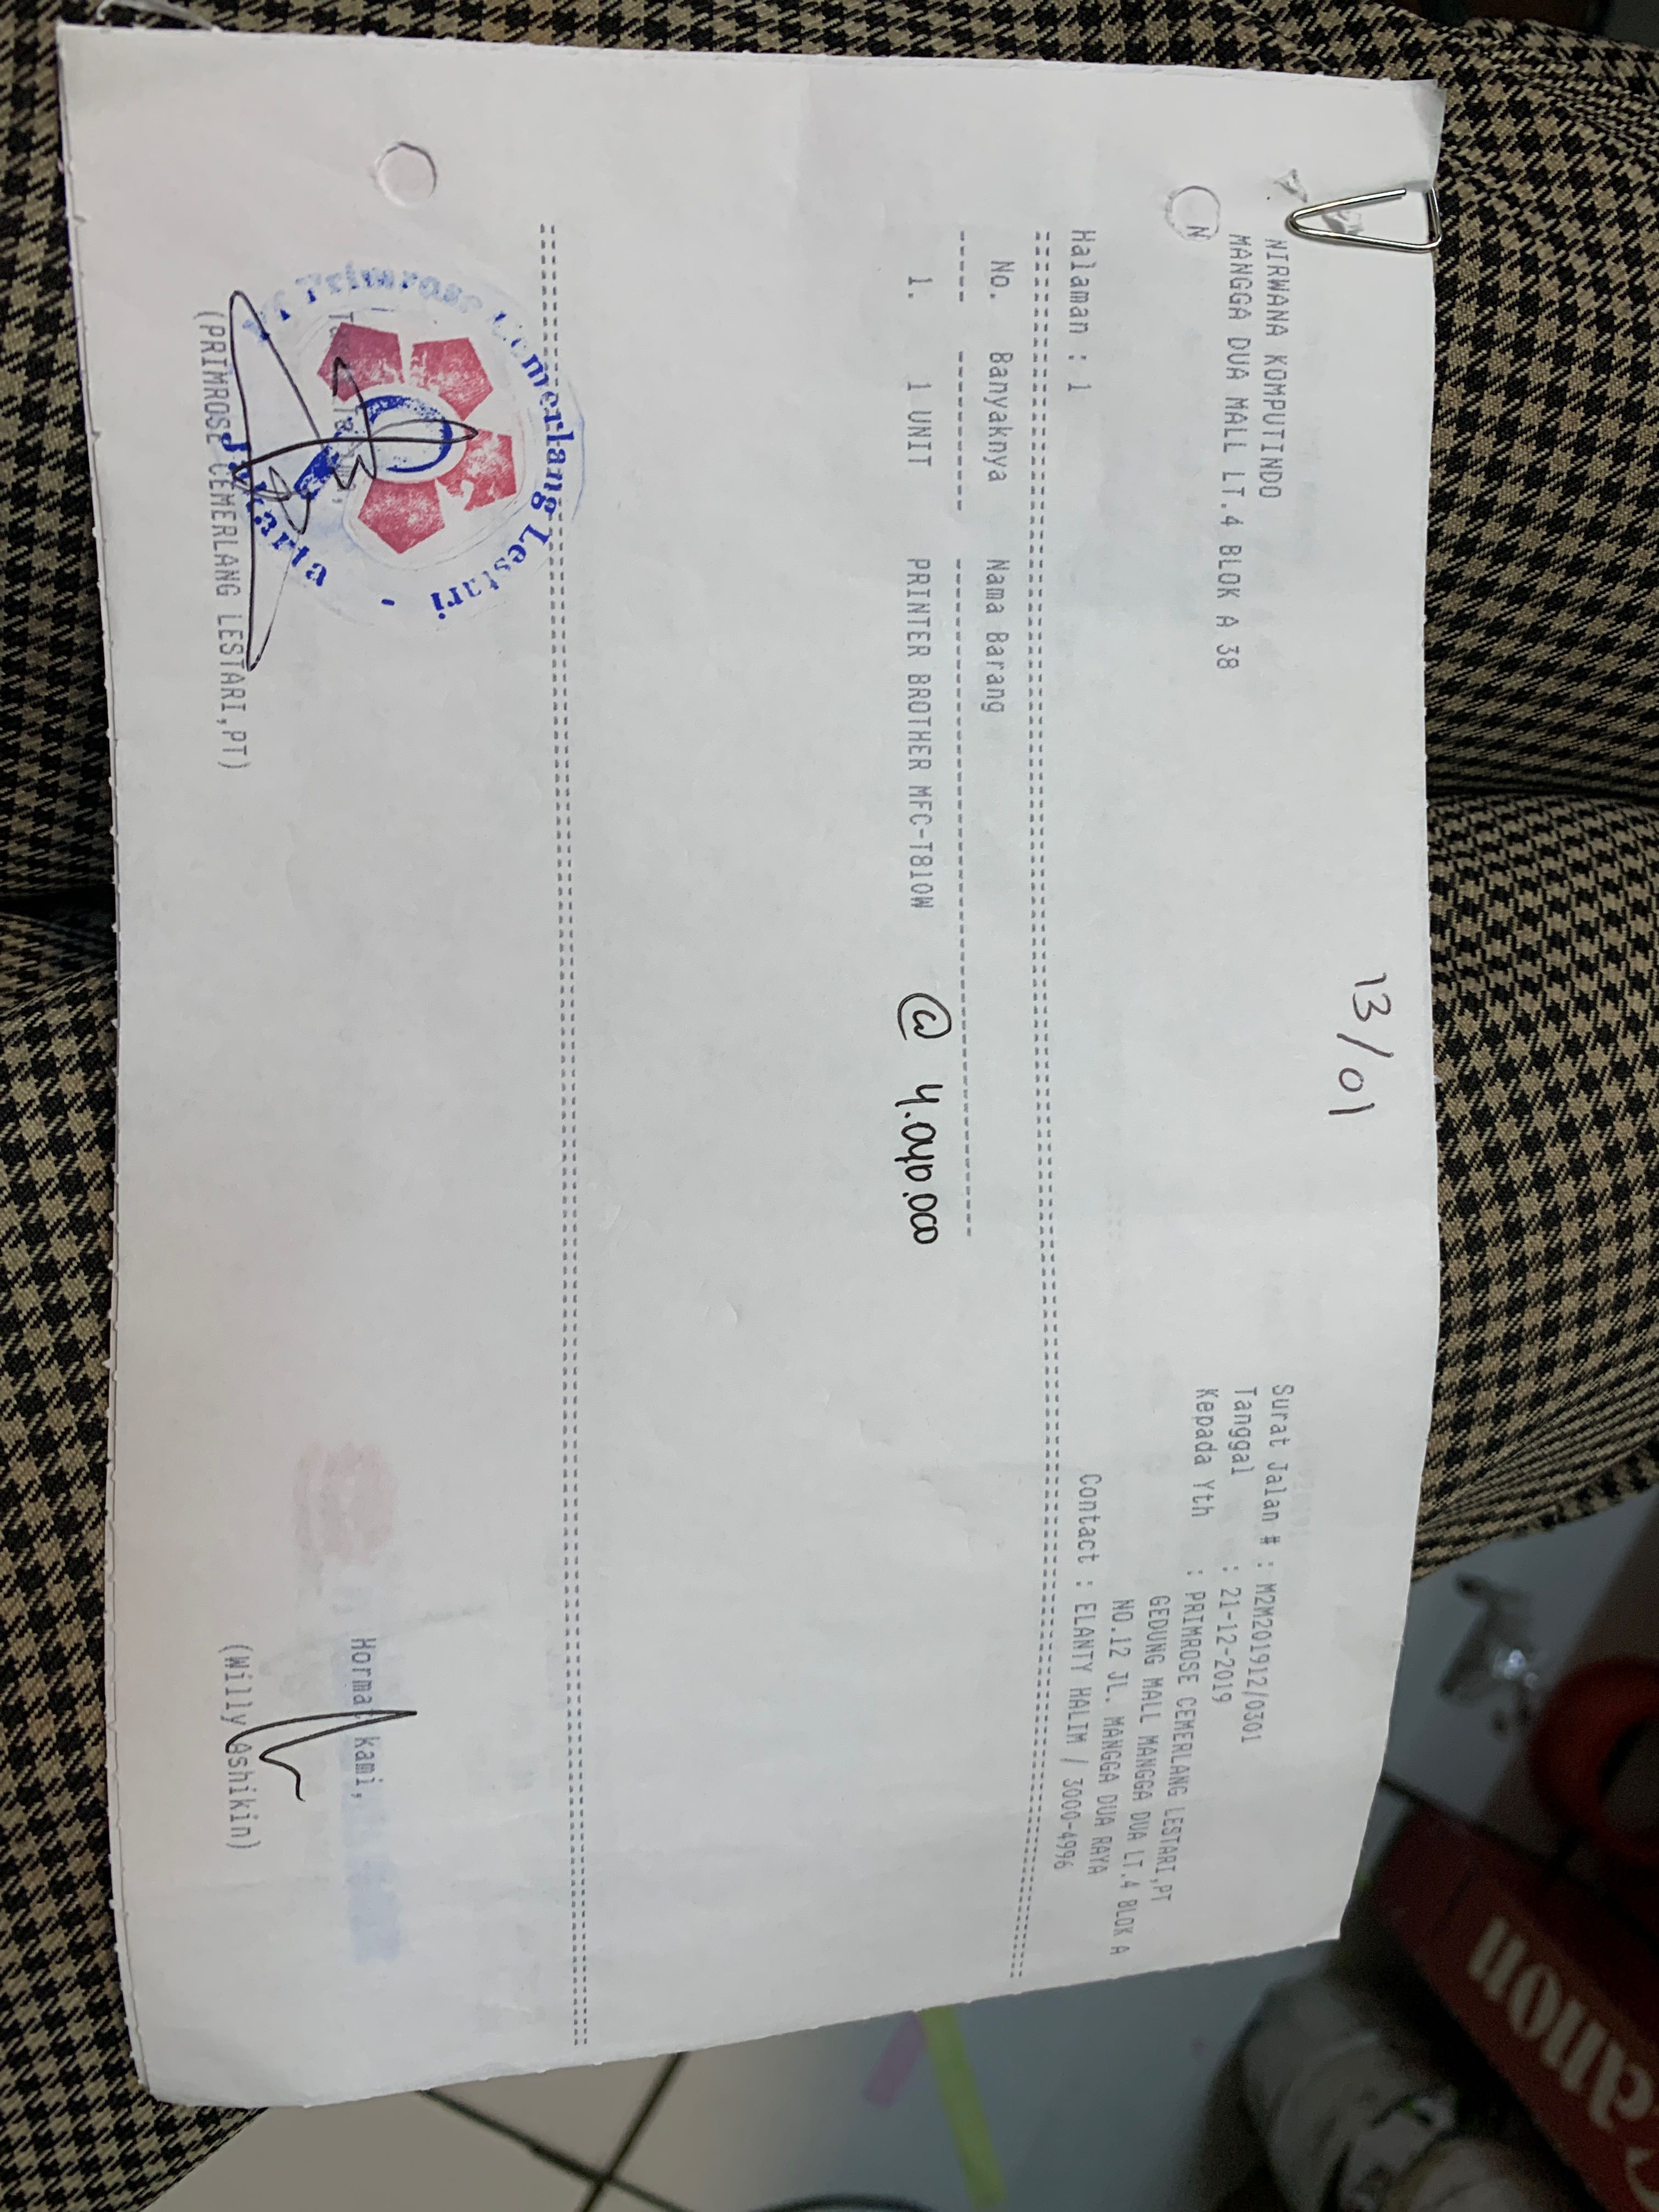 13/01
NIRWANA KOMPUTINDO
MANGGA DUA MALL LT.4 BLOK A 38
N
Surat Jalan # : M2M201912/0301
Tanggal : 21-12-2019
Kepada Yth : PRIMROSE CEMERLANG LESTARI,PT
GEDUNG MALL MANGGA DUA LT.4 BLOK A
NO.12 JL. MANGGA DUA RAYA
Contact : ELANTY HALIM / 3000-4996
Halaman : 1
No. Banyaknya Nama Barang
1. 1 UNIT PRINTER BROTHER MFC-T810W @ 4.040.000
Primrose Cemerlang Lestari
Jakarta
Hormat kami,
(PRIMROSE CEMERLANG LESTARI,PT)
(Willy Ashikin)
Canon